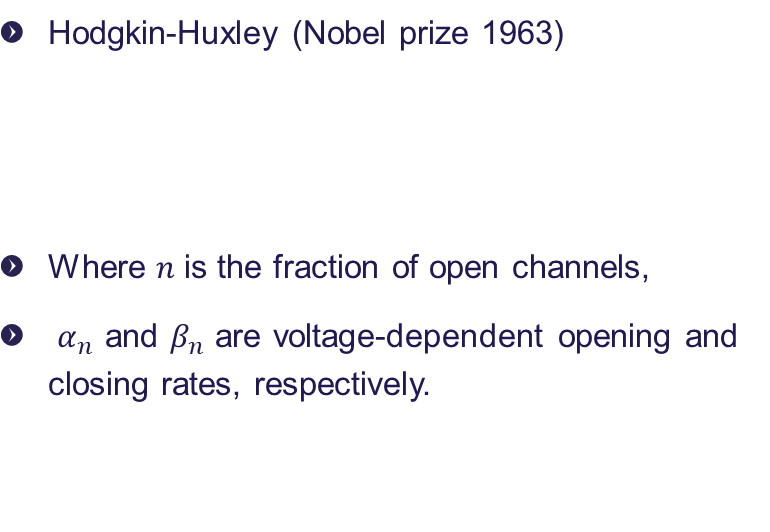 Hodgkin-Huxley (Nobel prize 1963)
Where 𝑛 is the fraction of open channels,
𝛼ₙ and 𝛽ₙ are voltage-dependent opening and
closing rates, respectively.